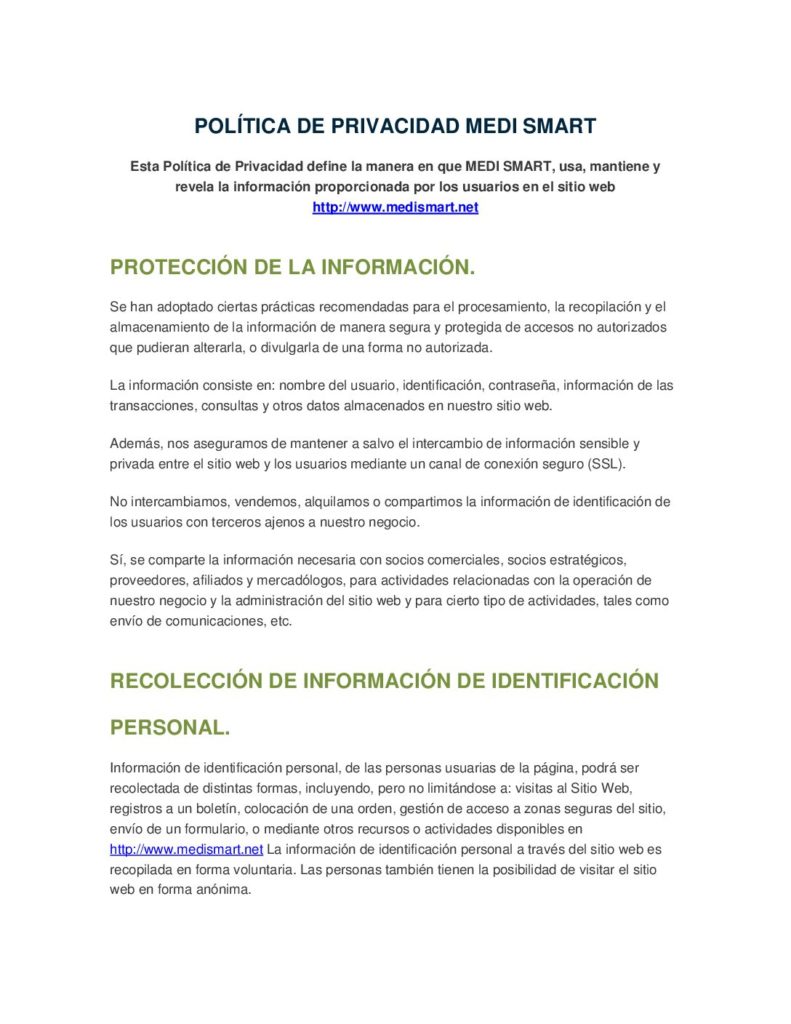 POLÍTICA DE PRIVACIDAD MEDI SMART
Esta Política de Privacidad define la manera en que MEDI SMART, usa, mantiene y
revela la información proporcionada por los usuarios en el sitio web
http://www.medismart.net
PROTECCIÓN DE LA INFORMACIÓN.
Se han adoptado ciertas prácticas recomendadas para el procesamiento, la recopilación y el
almacenamiento de la información de manera segura y protegida de accesos no autorizados
que pudieran alterarla, o divulgarla de una forma no autorizada.
La información consiste en: nombre del usuario, identificación, contraseña, información de las
transacciones, consultas y otros datos almacenados en nuestro sitio web.
Además, nos aseguramos de mantener a salvo el intercambio de información sensible y
privada entre el sitio web y los usuarios mediante un canal de conexión seguro (SSL).
No intercambiamos, vendemos, alquilamos o compartimos la información de identificación de
los usuarios con terceros ajenos a nuestro negocio.
Sí, se comparte la información necesaria con socios comerciales, socios estratégicos,
proveedores, afiliados y mercadólogos, para actividades relacionadas con la operación de
nuestro negocio y la administración del sitio web y para cierto tipo de actividades, tales como
envío de comunicaciones, etc.
RECOLECCIÓN DE INFORMACIÓN DE IDENTIFICACIÓN
PERSONAL.
Información de identificación personal, de las personas usuarias de la página, podrá ser
recolectada de distintas formas, incluyendo, pero no limitándose a: visitas al Sitio Web,
registros a un boletín, colocación de una orden, gestión de acceso a zonas seguras del sitio,
envío de un formulario, o mediante otros recursos o actividades disponibles en
http://www.medismart.net La información de identificación personal a través del sitio web es
recopilada en forma voluntaria. Las personas también tienen la posibilidad de visitar el sitio
web en forma anónima.